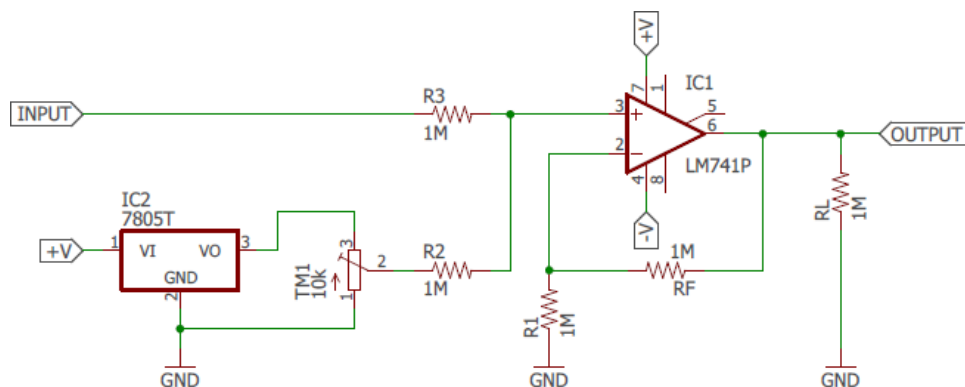 +V
IC1
7
1
INPUT
R3
1M
3
+
5
6
OUTPUT
2
−
LM741P
4
8
-V
RL
1M
IC2
7805T
+V
1
VI
VO
3
GND
2
3
TM1
10k
2
1
R2
1M
1M
RF
R1
1M
GND
GND
GND